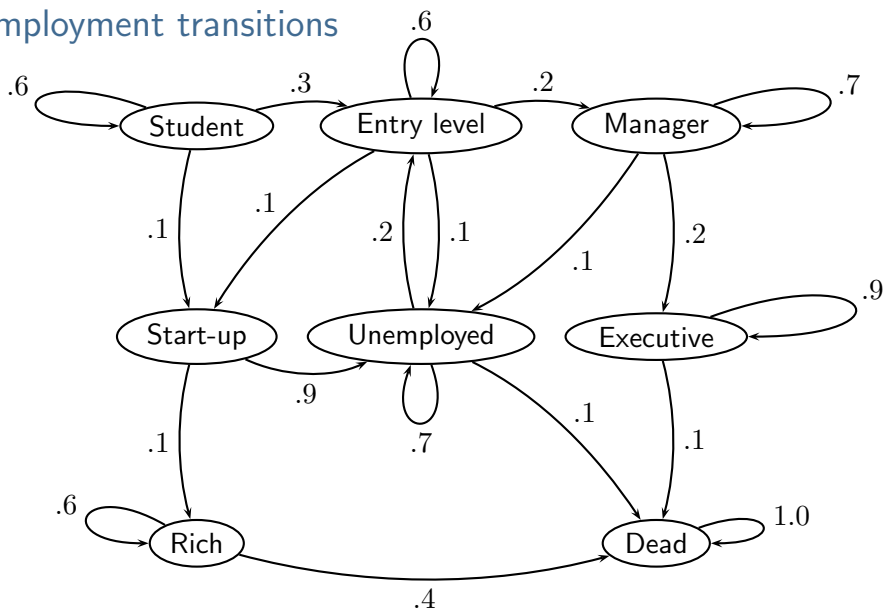 mployment transitions
.6
.6
.3
.2
.7
Student
Entry level
Manager
.1
.1
.2
.1
.1
.2
.9
Start-up
Unemployed
Executive
.9
.1
.7
.1
.1
.6
1.0
Rich
Dead
.4